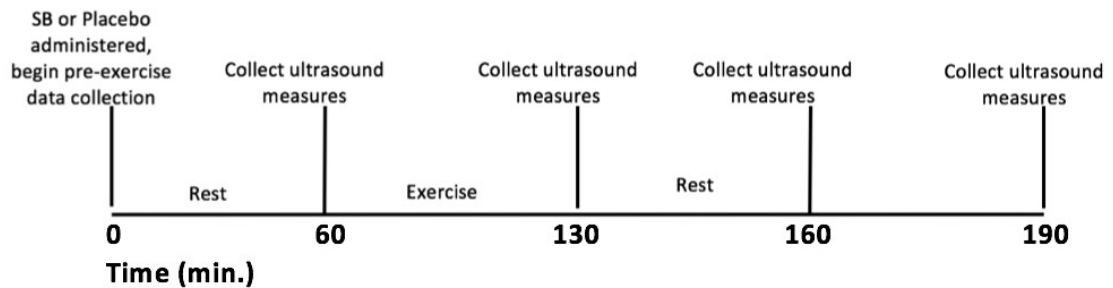 SB or Placebo
administered,
begin pre-exercise
data collection
Collect ultrasound
measures
Collect ultrasound
measures
Collect ultrasound
measures
Collect ultrasound
measures
Rest
Exercise
Rest
0
60
130
160
190
Time (min.)